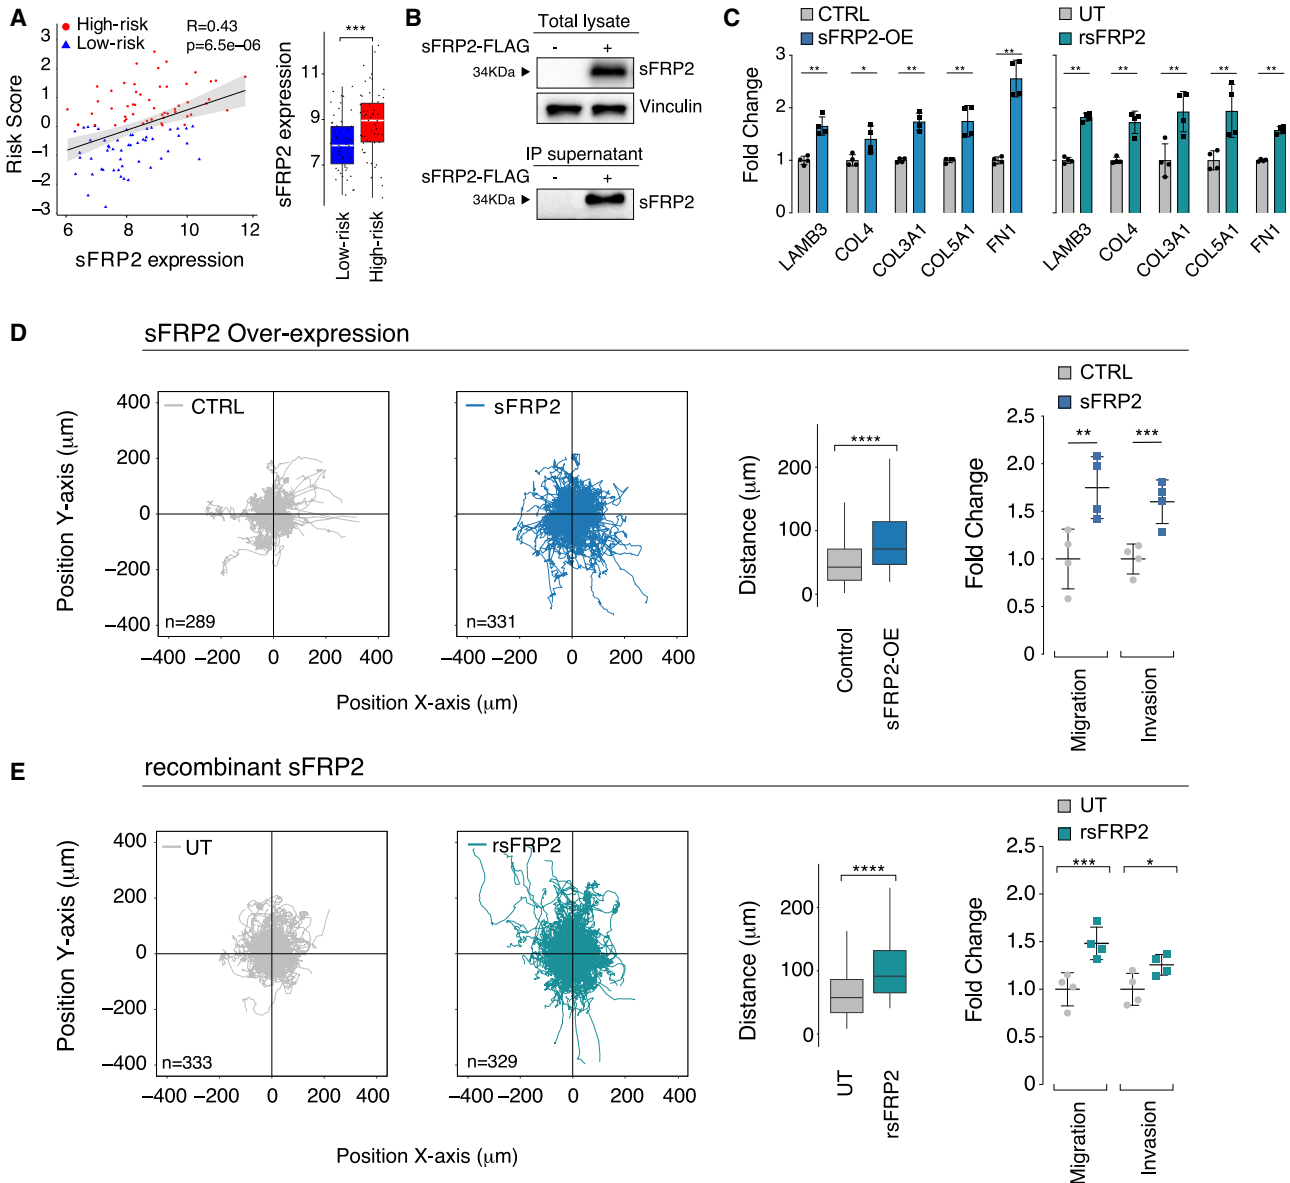 A
High-risk
Low-risk
R=0.43
p=6.5e−06
Risk Score
3
2
1
0
0
−1
−2
−3
6
8
10
12
sFRP2 expression
***
sFRP2 expression
11
9
7
Low-risk
High-risk
B
Total lysate
sFRP2-FLAG - +
34KDa
sFRP2
Vinculin
IP supernatant
sFRP2-FLAG - +
34KDa
sFRP2
C
CTRL
sFRP2-OE
UT
rsFRP2
Fold Change
3
2
1
0
** * ** ** **
** ** ** ** **
LAMB3
COL4
COL3A1
COL5A1
FN1
LAMB3
COL4
COL3A1
COL5A1
FN1
D
sFRP2 Over-expression
CTRL
sFRP2
Position Y-axis (μm)
400
200
0
−200
−400
n=289
n=331
−400 −200 0 200 400
−400 −200 0 200 400
Position X-axis (μm)
****
Distance (μm)
200
100
0
Control
sFRP2-OE
CTRL
sFRP2
Fold Change
2.5
2.0
1.5
1.0
0.5
0
** ***
Migration
Invasion
E
recombinant sFRP2
UT
rsFRP2
Position Y-axis (μm)
400
200
0
−200
−400
n=333
n=329
−400 −200 0 200 400
−400 −200 0 200 400
Position X-axis (μm)
****
Distance (μm)
200
100
0
UT
rsFRP2
UT
rsFRP2
Fold Change
2.5
2.0
1.5
1.0
0.5
0
*** *
Migration
Invasion